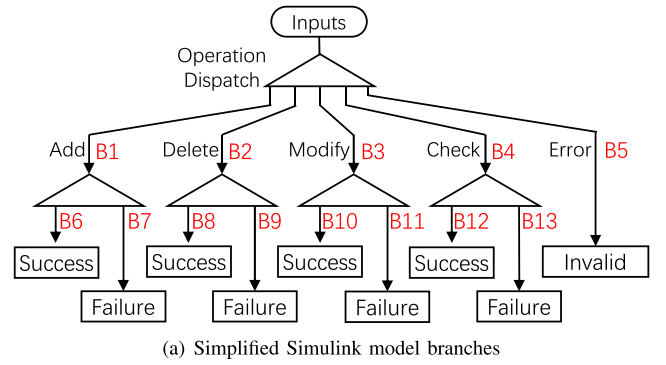 Inputs
Operation
Dispatch
Add B1 Delete B2 Modify B3 Check B4 Error B5
B6 B7 B8 B9 B10 B11 B12 B13
Success Success Success Success Invalid
Failure Failure Failure Failure
(a) Simplified Simulink model branches